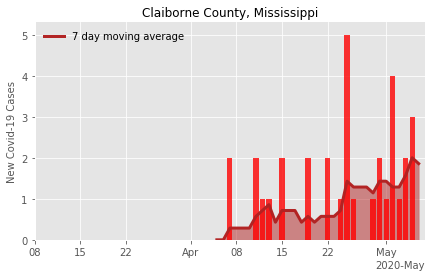 Claiborne County, Mississippi
7 day moving average
New Covid-19 Cases
5
4
3
2
1
0
08 15 22 Apr 08 15 22 May
2020-May